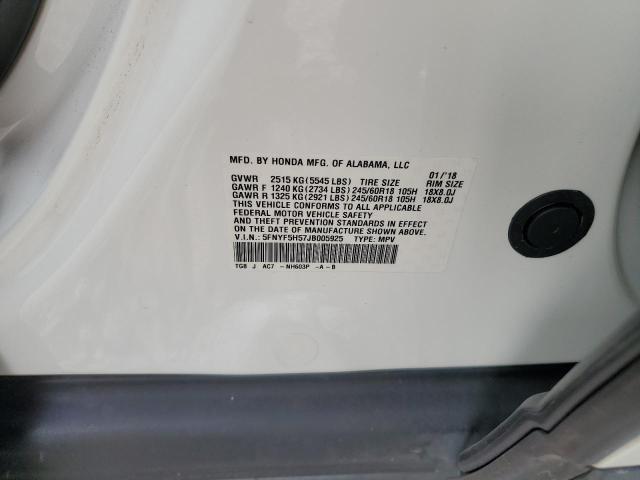 MFD. BY HONDA MFG. OF ALABAMA, LLC 01/'18
GVWR 2515 KG (5545 LBS) TIRE SIZE RIM SIZE
GAWR F 1240 KG (2734 LBS) 245/60R18 105H 18X8.0J
GAWR R 1325 KG (2921 LBS) 245/60R18 105H 18X8.0J
THIS VEHICLE CONFORMS TO ALL APPLICABLE
FEDERAL MOTOR VEHICLE SAFETY
AND THEFT PREVENTION STANDARDS IN EFFECT
ON THE DATE OF MANUFACTURE SHOWN ABOVE.
V.I.N.: 5FNYF5H57JB005925 TYPE: MPV
TG8 J AC7 -NH603P -A-B